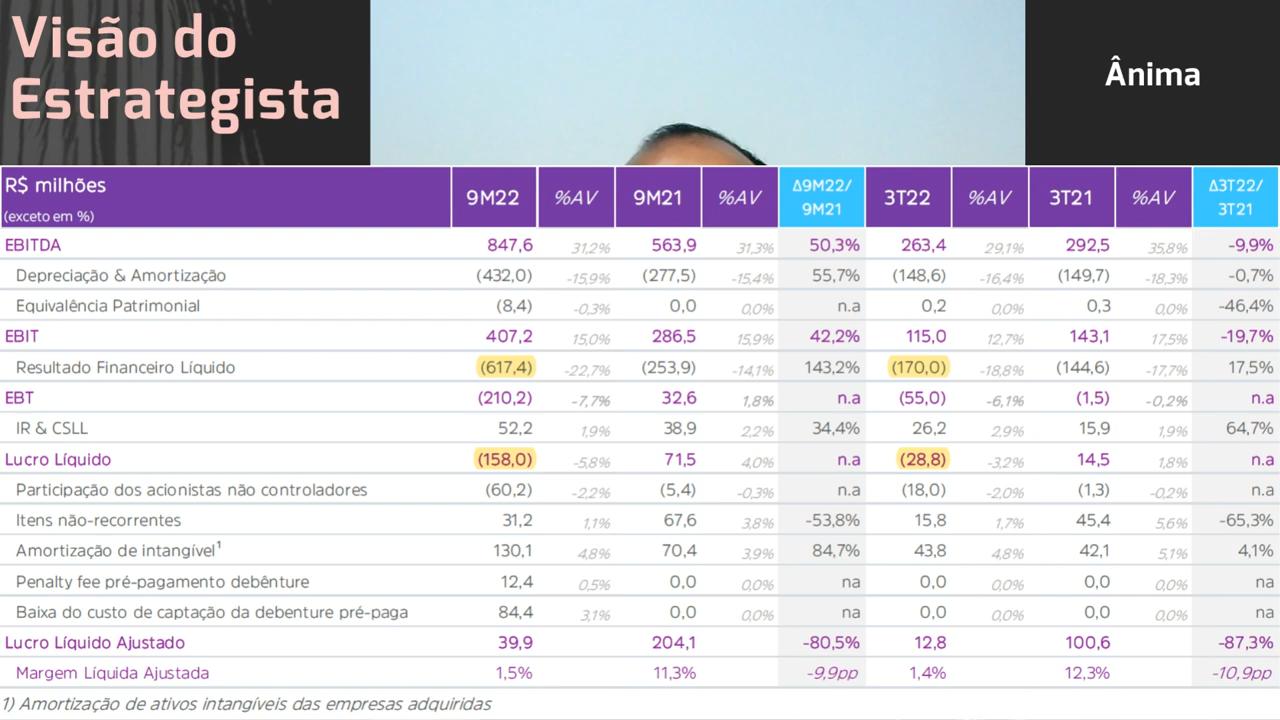 Visão do
Estrategista
Ânima
R$ milhões
(exceto em %)
9M22 %AV 9M21 %AV Δ9M22/ 9M21 3T22 %AV 3T21 %AV Δ3T22/ 3T21
EBITDA 847,6 31,2% 563,9 31,3% 50,3% 263,4 29,1% 292,5 35,8% -9,9%
Depreciação & Amortização (432,0) -15,9% (277,5) -15,4% 55,7% (148,6) -16,4% (149,7) -18,3% -0,7%
Equivalência Patrimonial (8,4) -0,3% 0,0 0,0% n.a 0,2 0,0% 0,3 0,0% -46,4%
EBIT 407,2 15,0% 286,5 15,9% 42,2% 115,0 12,7% 143,1 17,5% -19,7%
Resultado Financeiro Líquido (617,4) -22,7% (253,9) -14,1% 143,2% (170,0) -18,8% (144,6) -17,7% 17,5%
EBT (210,2) -7,7% 32,6 1,8% n.a (55,0) -6,1% (1,5) -0,2% n.a
IR & CSLL 52,2 1,9% 38,9 2,2% 34,4% 26,2 2,9% 15,9 1,9% 64,7%
Lucro Líquido (158,0) -5,8% 71,5 4,0% n.a (28,8) -3,2% 14,5 1,8% n.a
Participação dos acionistas não controladores (60,2) -2,2% (5,4) -0,3% n.a (18,0) -2,0% (1,3) -0,2% n.a
Itens não-recorrentes 31,2 1,1% 67,6 3,8% -53,8% 15,8 1,7% 45,4 5,6% -65,3%
Amortização de intangível¹ 130,1 4,8% 70,4 3,9% 84,7% 43,8 4,8% 42,1 5,1% 4,1%
Penalty fee pré-pagamento debênture 12,4 0,5% 0,0 0,0% na 0,0 0,0% 0,0 0,0% na
Baixa do custo de captação da debenture pré-paga 84,4 3,1% 0,0 0,0% na 0,0 0,0% 0,0 0,0% na
Lucro Líquido Ajustado 39,9 204,1 -80,5% 12,8 100,6 -87,3%
Margem Líquida Ajustada 1,5% 11,3% -9,9pp 1,4% 12,3% -10,9pp
1) Amortização de ativos intangíveis das empresas adquiridas